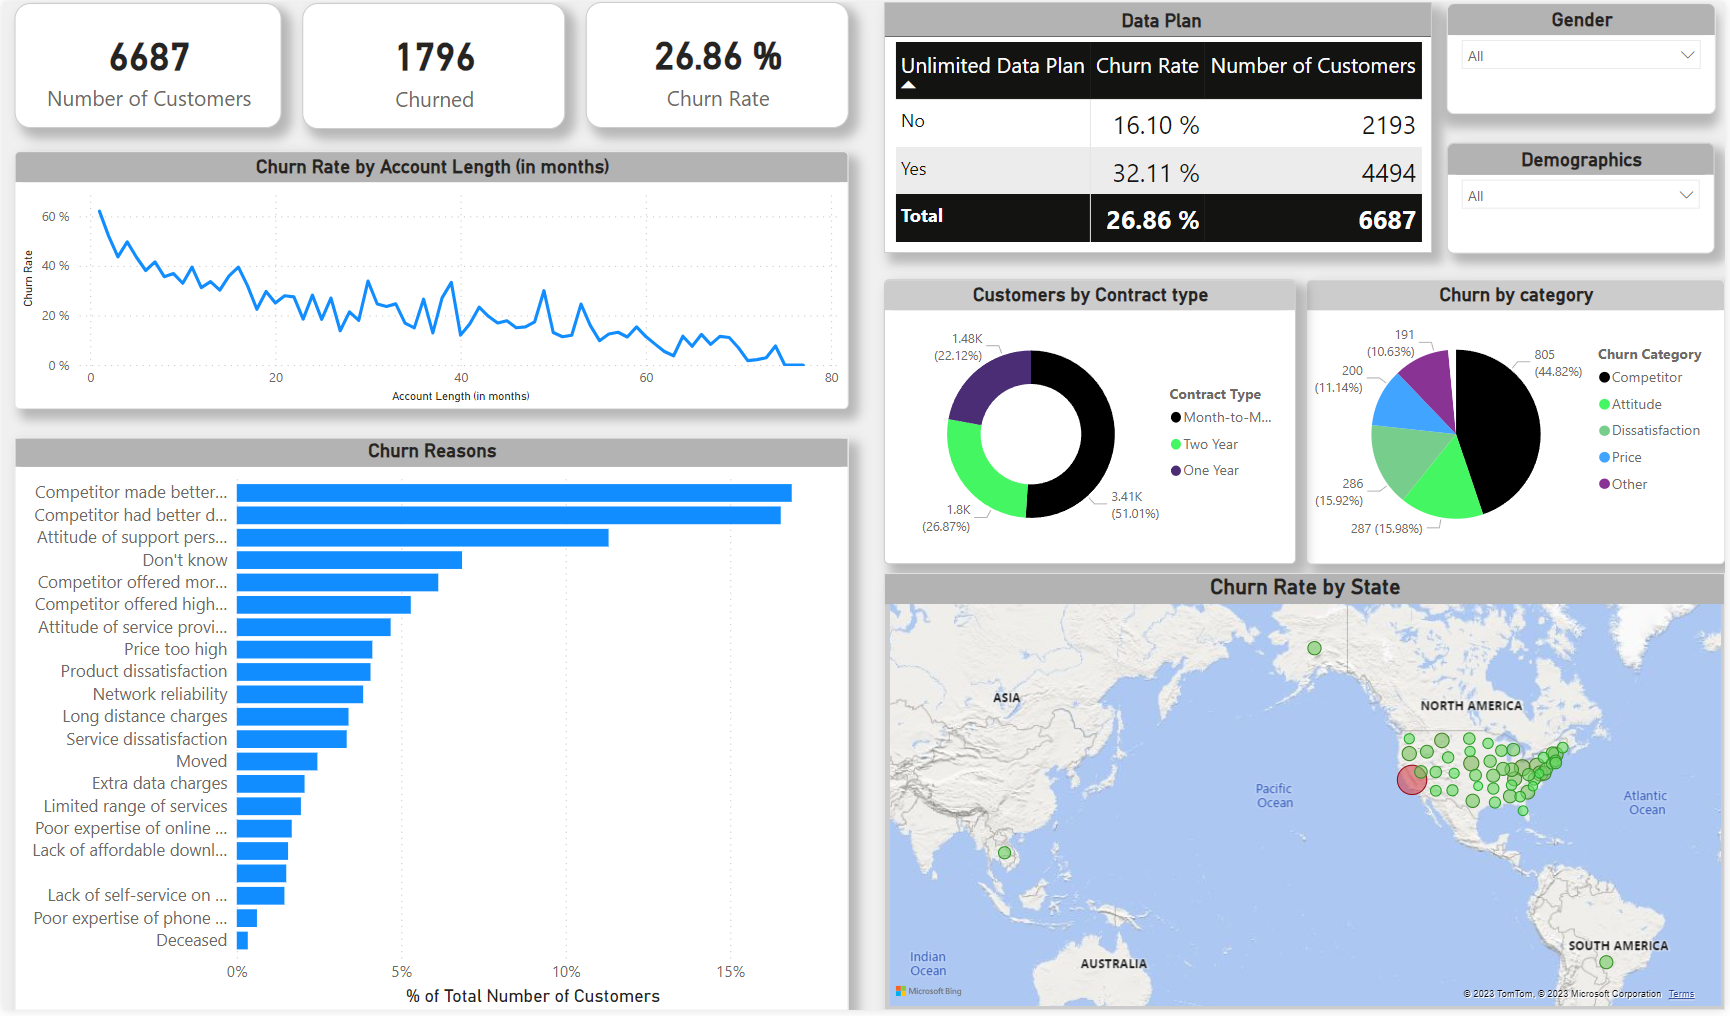 6687
Number of Customers
1796
Churned
26.86 %
Churn Rate
Data Plan
Unlimited Data Plan Churn Rate Number of Customers
No 16.10 % 2193
Yes 32.11 % 4494
Total 26.86 % 6687
Gender
All
Demographics
All
Churn Rate by Account Length (in months)
Churn Rate
60 %
40 %
20 %
0 %
0 20 40 60 80
Account Length (in months)
Customers by Contract type
1.48K
(22.12%)
1.8K
(26.87%)
3.41K
(51.01%)
Contract Type
Month-to-M...
Two Year
One Year
Churn by category
191
(10.63%)
200
(11.14%)
286
(15.92%)
287 (15.98%)
805
(44.82%)
Churn Category
Competitor
Attitude
Dissatisfaction
Price
Other
Churn Reasons
Competitor made better...
Competitor had better d...
Attitude of support pers...
Don't know
Competitor offered mor...
Competitor offered high...
Attitude of service provi...
Price too high
Product dissatisfaction
Network reliability
Long distance charges
Service dissatisfaction
Moved
Extra data charges
Limited range of services
Poor expertise of online ...
Lack of affordable downl...
Lack of self-service on ...
Poor expertise of phone ...
Deceased
0% 5% 10% 15%
% of Total Number of Customers
Churn Rate by State
ASIA
NORTH AMERICA
Pacific
Ocean
Atlantic
Ocean
Indian
Ocean
AUSTRALIA
SOUTH AMERICA
Microsoft Bing
© 2023 TomTom, © 2023 Microsoft Corporation Terms